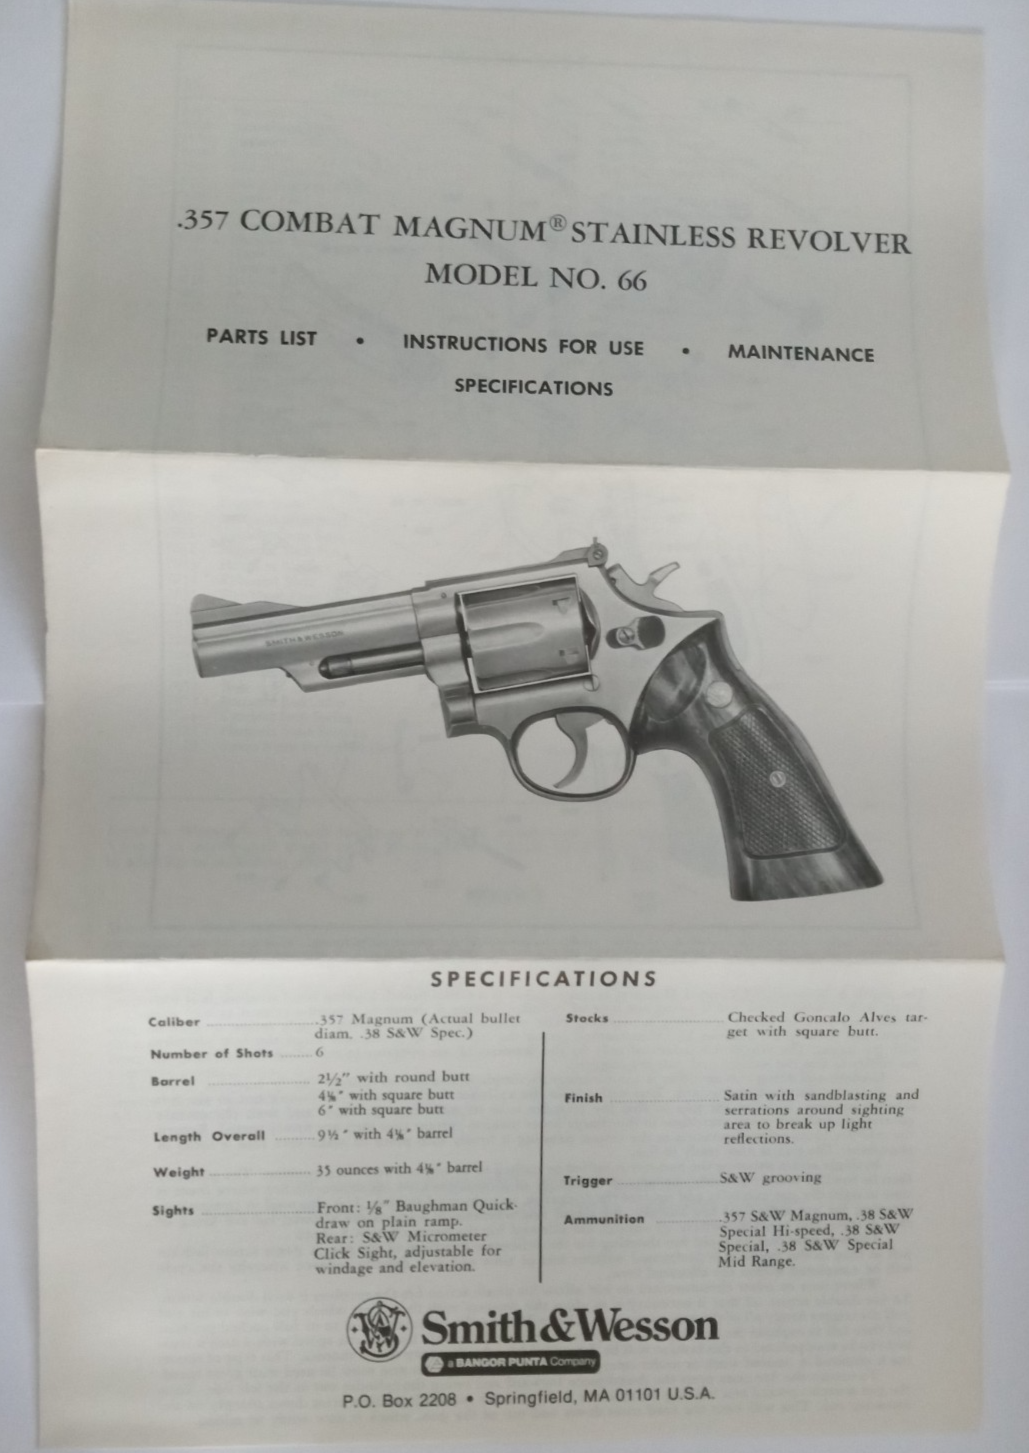 .357 COMBAT MAGNUM® STAINLESS REVOLVER
MODEL NO. 66
PARTS LIST • INSTRUCTIONS FOR USE • MAINTENANCE
SPECIFICATIONS
SMITH & WESSON
SPECIFICATIONS
Caliber .357 Magnum (Actual bullet
diam. .38 S&W Spec.)
Number of Shots 6
Barrel 2½" with round butt
4⅛" with square butt
6" with square butt
Length Overall 9½" with 4⅛" barrel
Weight 35 ounces with 4⅛" barrel
Sights Front: ⅛" Baughman Quick-
draw on plain ramp.
Rear: S&W Micrometer
Click Sight, adjustable for
windage and elevation.
Stocks Checked Goncalo Alves tar-
get with square butt.
Finish Satin with sandblasting and
serrations around sighting
area to break up light
reflections.
Trigger S&W grooving
Ammunition .357 S&W Magnum, .38 S&W
Special Hi-speed, .38 S&W
Special, .38 S&W Special
Mid Range.
Smith & Wesson
a BANGOR PUNTA Company
P.O. Box 2208 • Springfield, MA 01101 U.S.A.